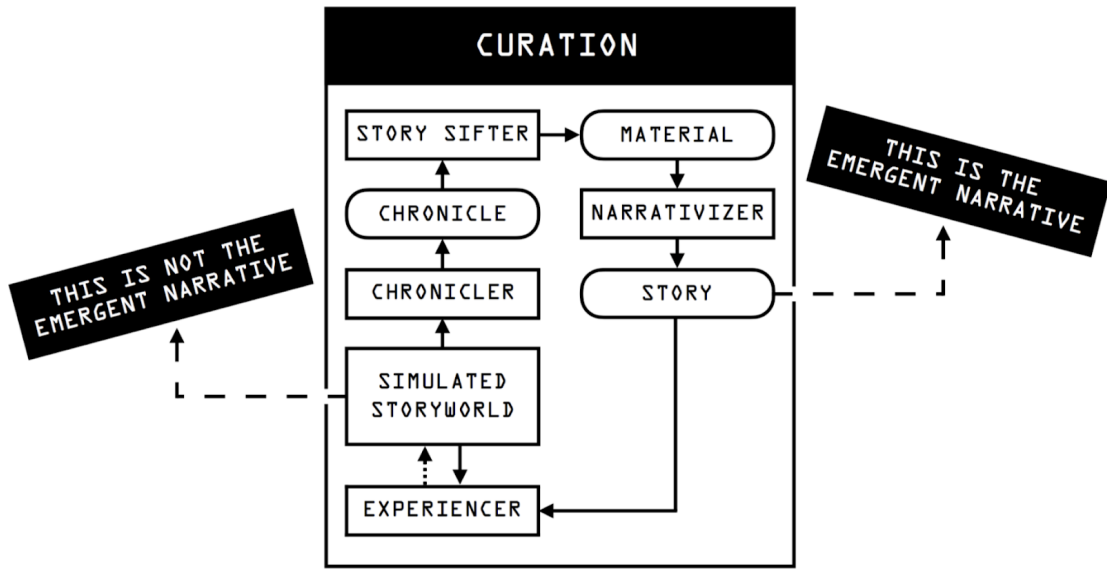 CURATION
STORY SIFTER
MATERIAL
CHRONICLE
NARRATIVIZER
CHRONICLER
STORY
SIMULATED
STORYWORLD
EXPERIENCER
THIS IS NOT THE
EMERGENT NARRATIVE
THIS IS THE
EMERGENT NARRATIVE